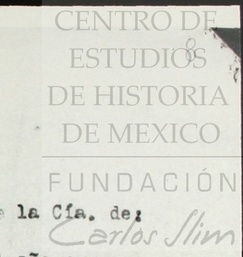 CENTRO DE
ESTUDIOS
DE HISTORIA
DE MEXICO
FUNDACIÓN
la Cía. de;
Carlos Slim